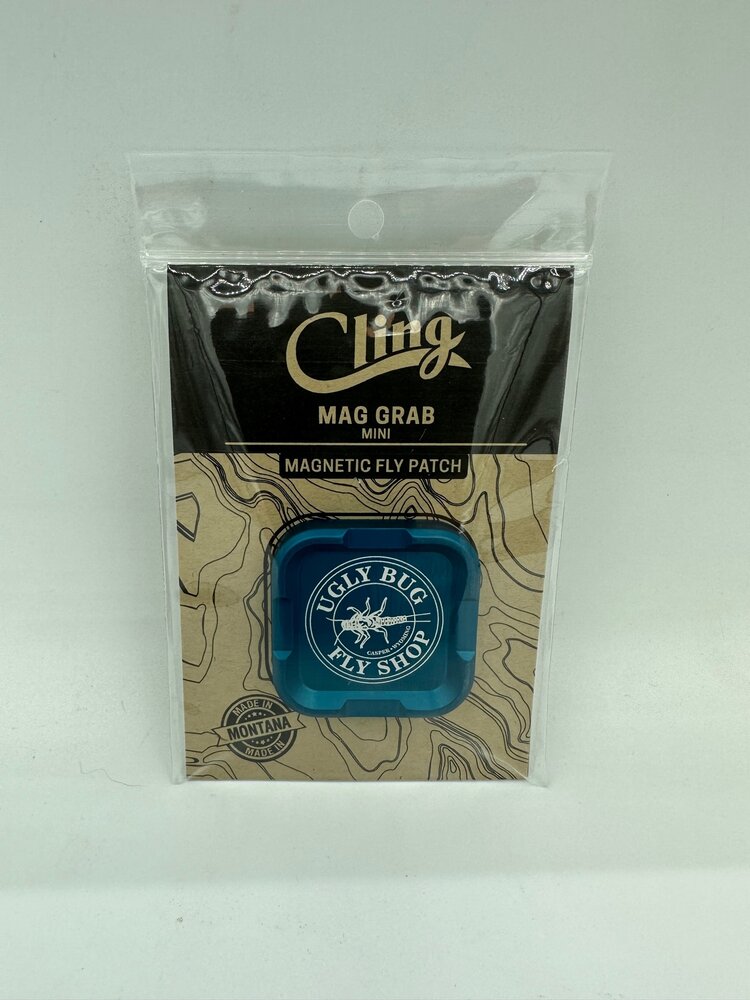 Cling
MAG GRAB
MINI
MAGNETIC FLY PATCH
UGLY BUG
CASPER • WYOMING
FLY SHOP
MADE IN
MONTANA
MADE IN